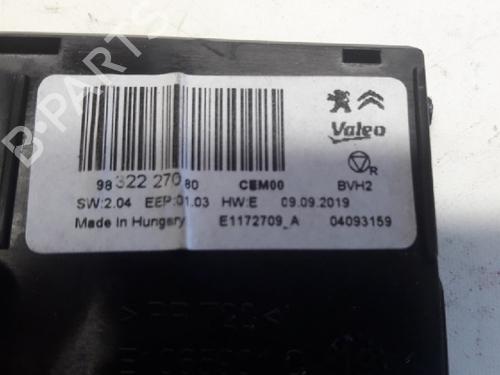 B-PARTS
Valeo
98 322 270 80 CEM00 BVH2
SW:2.04 EEP:01.03 HW:E 09.09.2019
Made In Hungary E1172709_A 04093159